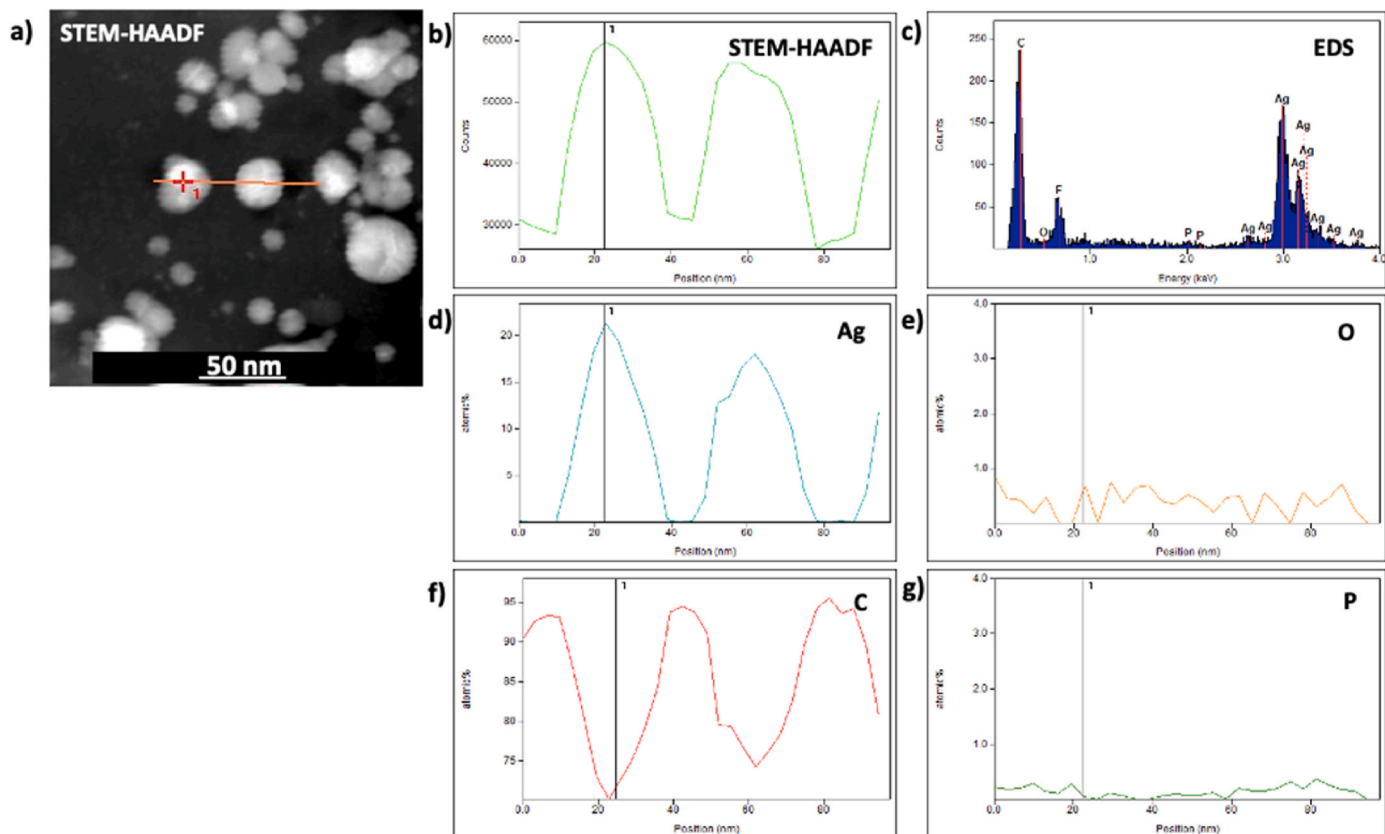 a)
STEM-HAADF
1
50 nm
b)
1
STEM-HAADF
60000
50000
40000
30000
Counts
0.0
20
40
60
80
Position (nm)
c)
EDS
250
200
150
100
50
Counts
C
O
F
P
P
Ag
Ag
Ag
Ag
Ag
Ag
Ag
Ag
Ag
1.0
2.0
3.0
4.0
Energy (keV)
d)
1
Ag
20
15
10
5
atomic%
0.0
20
40
60
80
Position (nm)
e)
4.0
1
O
3.0
2.0
1.0
atomic%
0.0
20
40
60
80
Position (nm)
f)
1
C
95
90
85
80
75
atomic%
0.0
20
40
60
80
Position (nm)
g)
4.0
1
P
3.0
2.0
1.0
atomic%
0.0
20
40
60
80
Position (nm)